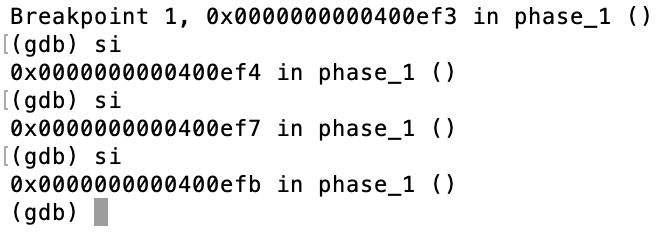 Breakpoint 1, 0x0000000000400ef3 in phase_1 ()
[(gdb) si
0x0000000000400ef4 in phase_1 ()
[(gdb) si
0x0000000000400ef7 in phase_1 ()
[(gdb) si
0x0000000000400efb in phase_1 ()
(gdb)